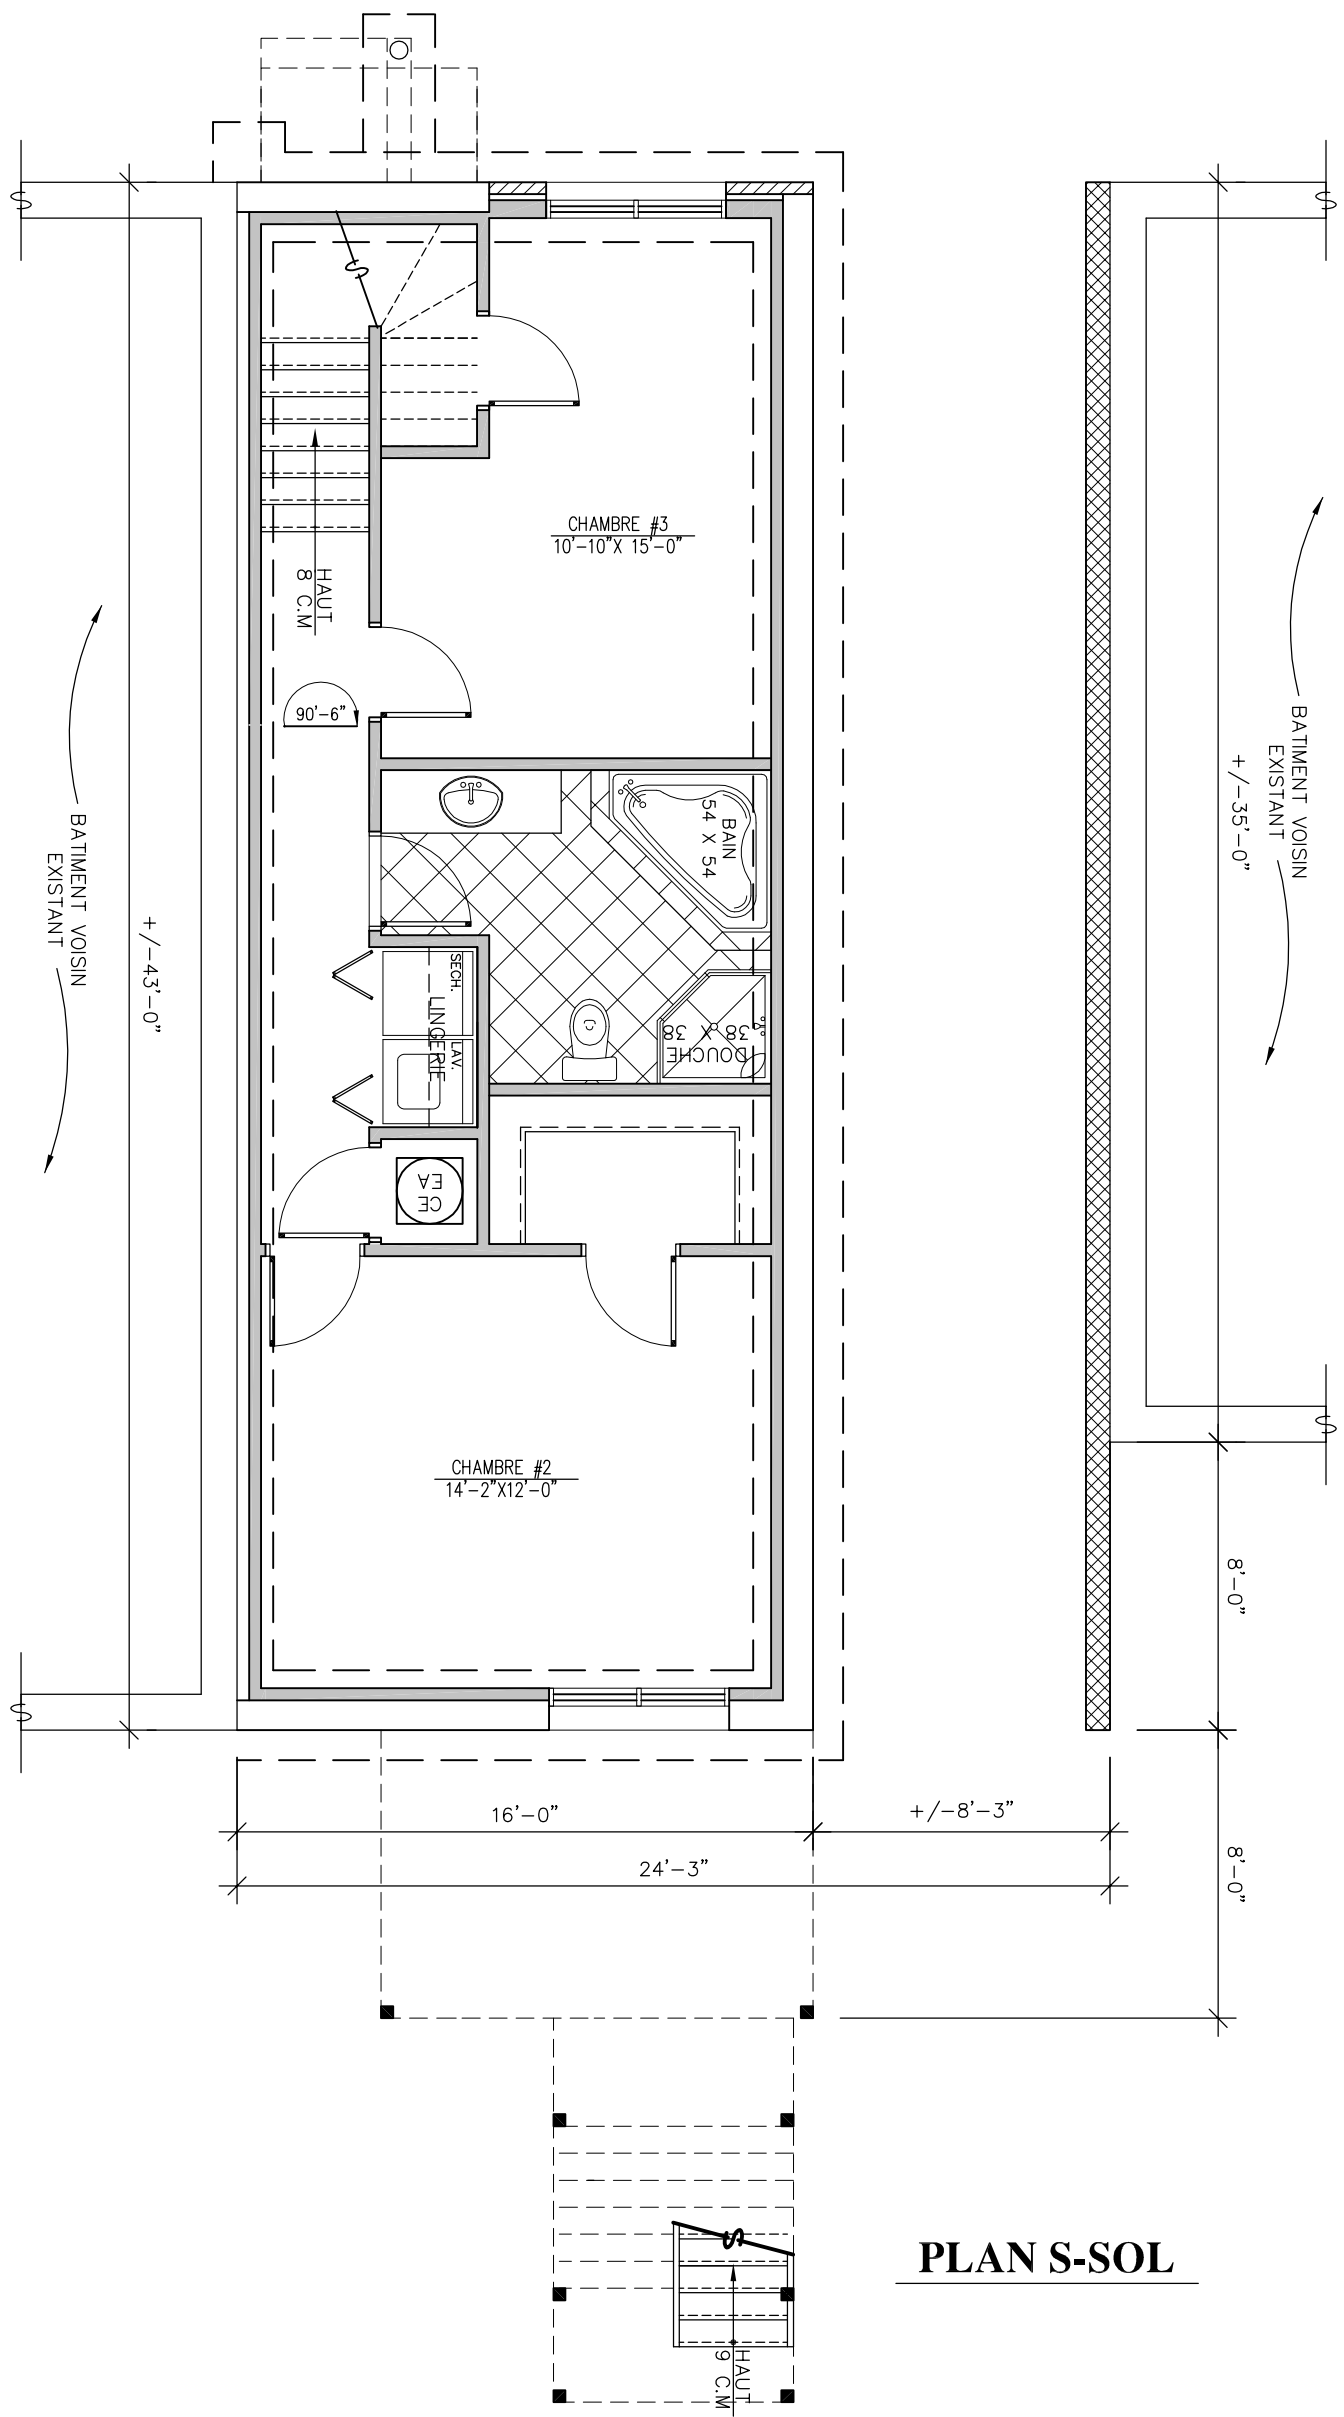 CHAMBRE #3
10'-10"X 15'-0"
HAUT
8 C.M
90'-6"
BATIMENT VOISIN
EXISTANT
+/-35'-0"
BATIMENT VOISIN
EXISTANT
+/-43'-0"
BAIN
54 X 54
SECH.
LINGERIE
LAV.
DOUCHE
38 X 38
CE
EA
CHAMBRE #2
14'-2"X12'-0"
8'-0"
16'-0"
+/-8'-3"
24'-3"
8'-0"
PLAN S-SOL
HAUT
9 C.M